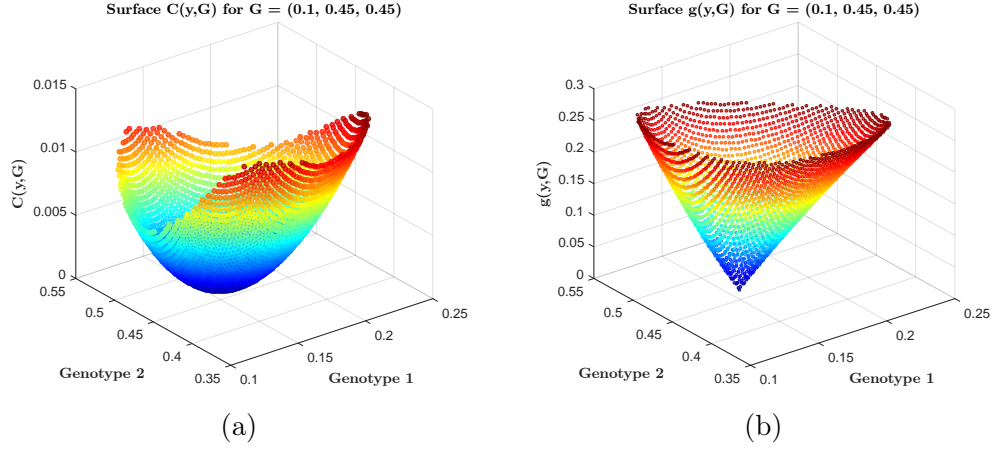 Surface C(y,G) for G = (0.1, 0.45, 0.45)
0.015
0.01
0.005
0
C(y,G)
0.55
0.5
0.45
0.4
0.35
Genotype 2
0.1
0.15
0.2
0.25
Genotype 1
(a)
Surface g(y,G) for G = (0.1, 0.45, 0.45)
0.3
0.25
0.2
0.15
0.1
0.05
0
g(y,G)
0.55
0.5
0.45
0.4
0.35
Genotype 2
0.1
0.15
0.2
0.25
Genotype 1
(b)